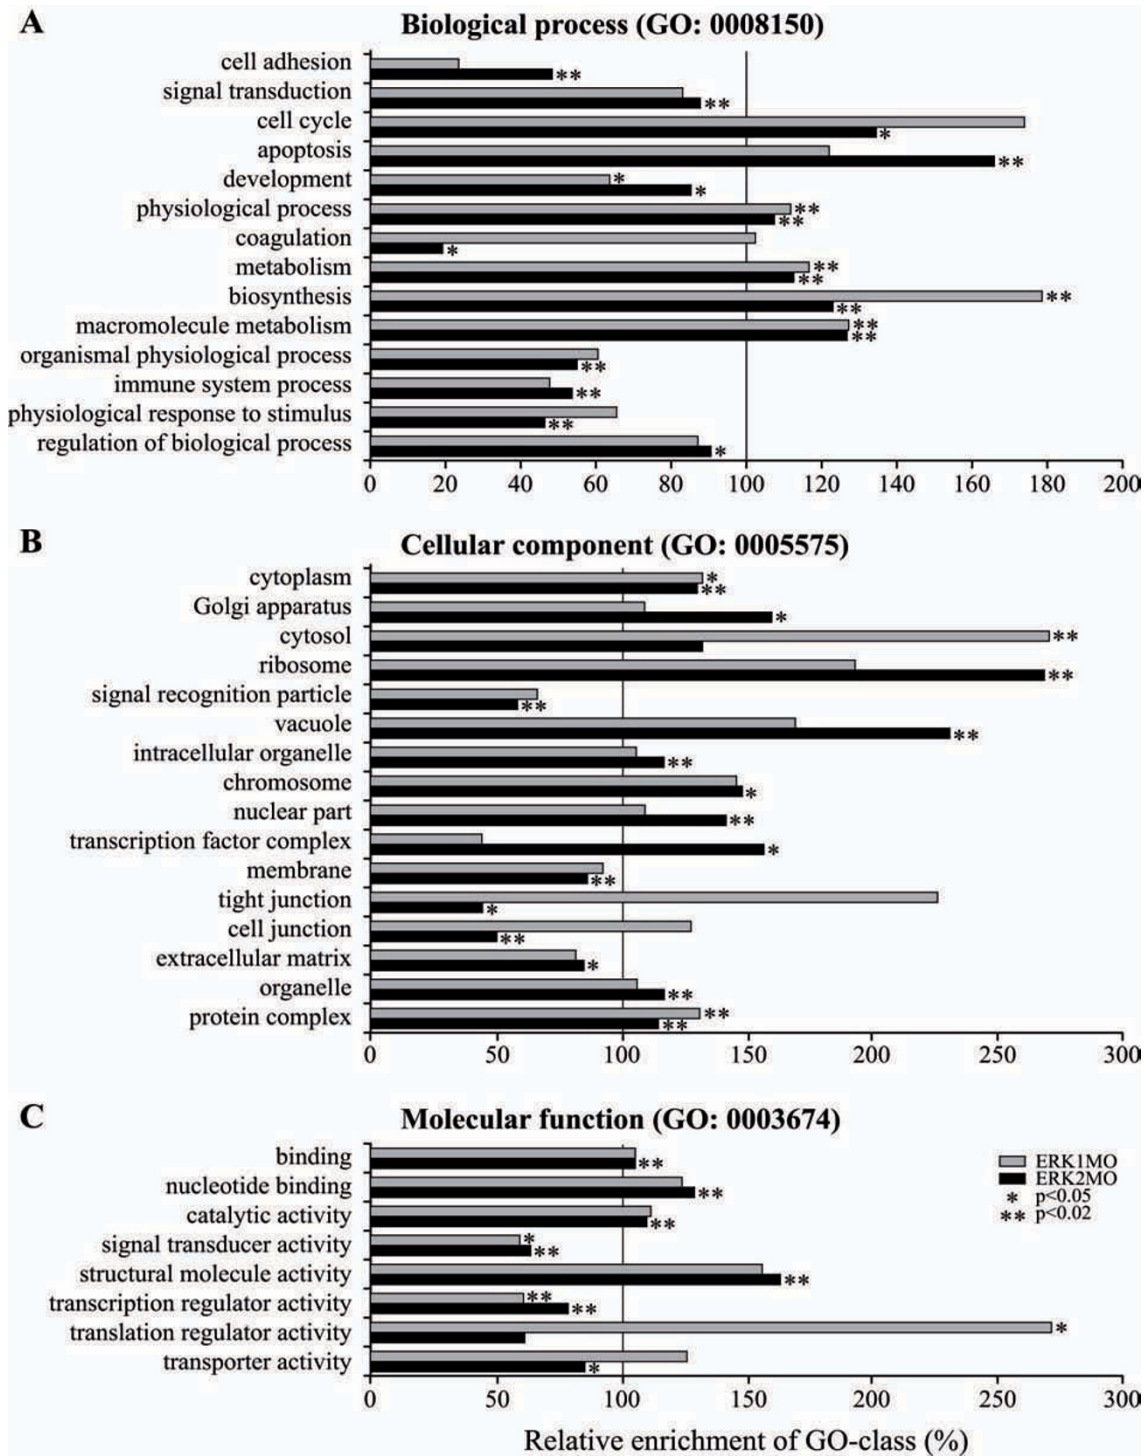 A
Biological process (GO: 0008150)
cell adhesion
**
signal transduction
**
cell cycle
*
apoptosis
**
development
*
*
physiological process
**
**
coagulation
*
metabolism
**
**
biosynthesis
**
**
macromolecule metabolism
**
**
organismal physiological process
**
immune system process
**
physiological response to stimulus
**
regulation of biological process
*
0 20 40 60 80 100 120 140 160 180 200
B
Cellular component (GO: 0005575)
cytoplasm
*
**
Golgi apparatus
*
cytosol
**
ribosome
**
signal recognition particle
**
vacuole
**
intracellular organelle
**
chromosome
*
nuclear part
**
transcription factor complex
*
membrane
**
tight junction
*
cell junction
**
extracellular matrix
*
organelle
**
protein complex
**
**
0 50 100 150 200 250 300
C
Molecular function (GO: 0003674)
binding
**
nucleotide binding
**
catalytic activity
**
signal transducer activity
*
**
structural molecule activity
**
transcription regulator activity
**
**
translation regulator activity
*
transporter activity
*
ERK1MO
ERK2MO
* p<0.05
** p<0.02
0 50 100 150 200 250 300
Relative enrichment of GO-class (%)